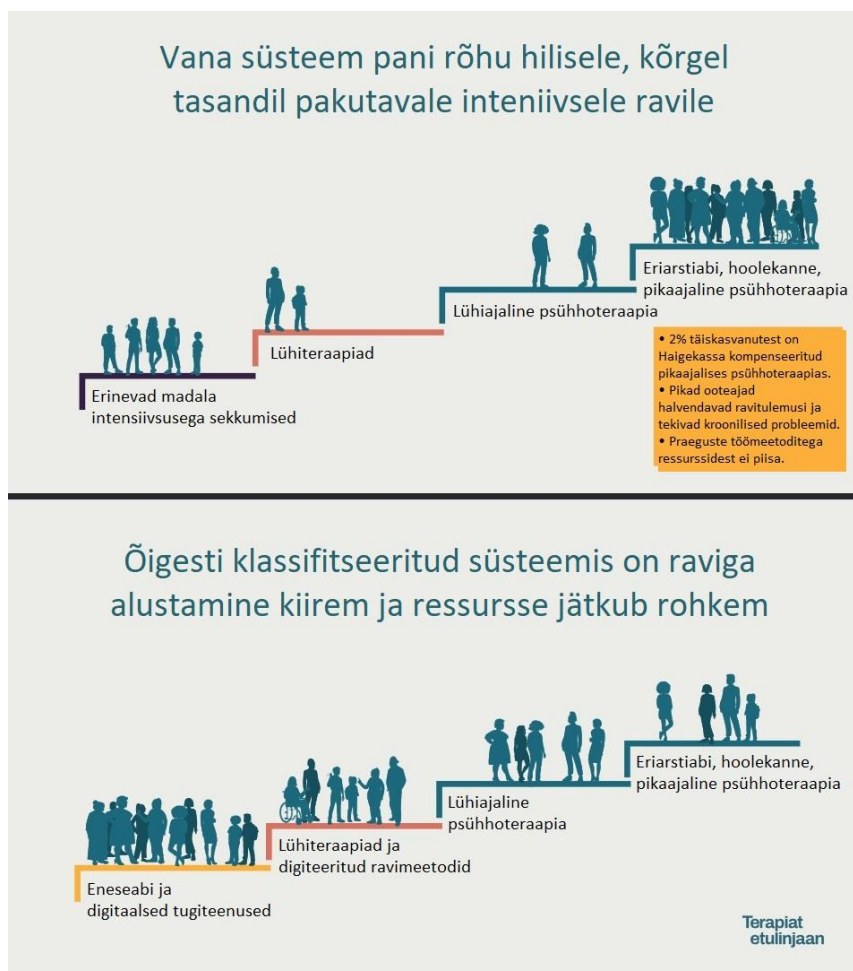 Vana süsteem pani rõhu hilisele, kõrgel
tasandil pakutavale inteniivsele ravile
Eriarstiabi, hoolekanne,
pikaajaline psühhoteraapia
Lühiajaline psühhoteraapia
Lühiteraapiad
Erinevad madala
intensiivsusega sekkumised
• 2% täiskasvanutest on
Haigekassa kompenseeritud
pikaajalises psühhoteraapias.
• Pikad ooteajad
halvendavad ravitulemusi ja
tekivad kroonilised probleemid.
• Praeguste töömeetoditega
ressurssidest ei piisa.
Õigesti klassifitseeritud süsteemis on raviga
alustamine kiirem ja ressursse jätkub rohkem
Eriarstiabi, hoolekanne,
pikaajaline psühhoteraapia
Lühiajaline
psühhoteraapia
Lühiteraapiad ja
digiteeritud ravimeetodid
Eneseabi ja
digitaalsed tugiteenused
Terapiat
etulinjaan